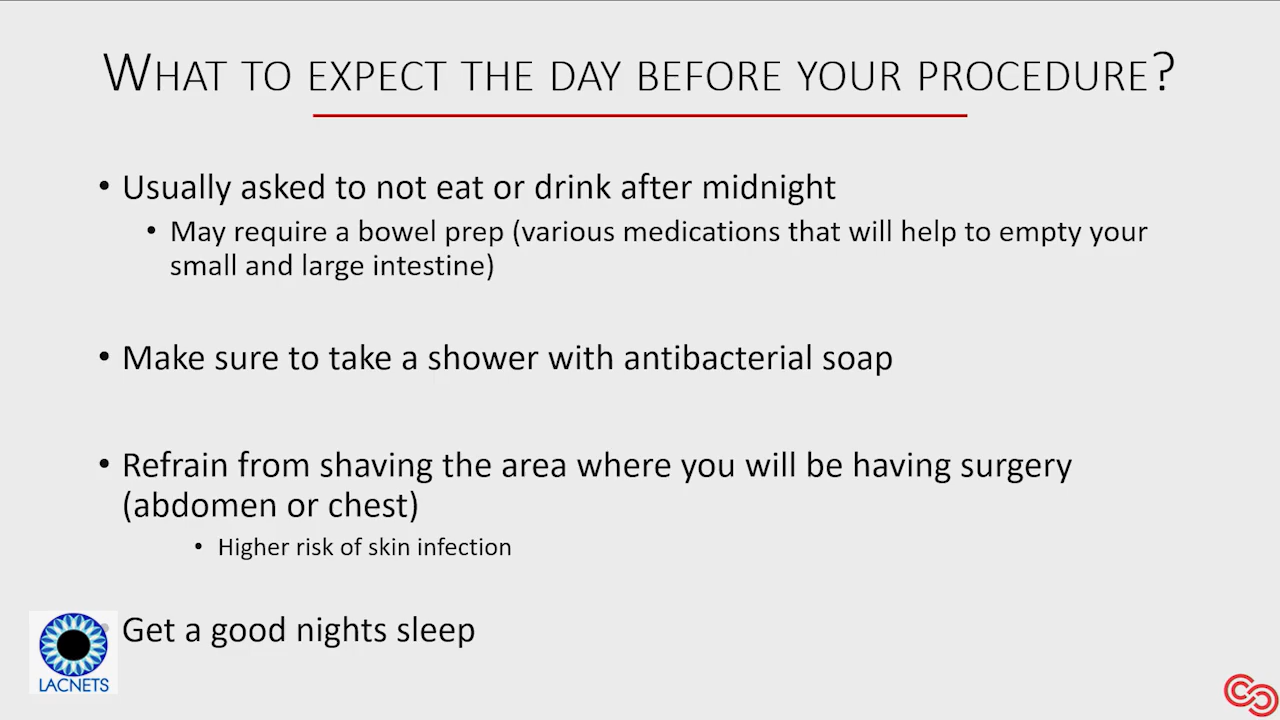 WHAT TO EXPECT THE DAY BEFORE YOUR PROCEDURE?
• Usually asked to not eat or drink after midnight
• May require a bowel prep (various medications that will help to empty your
small and large intestine)
• Make sure to take a shower with antibacterial soap
• Refrain from shaving the area where you will be having surgery
(abdomen or chest)
• Higher risk of skin infection
• Get a good nights sleep
LACNETS